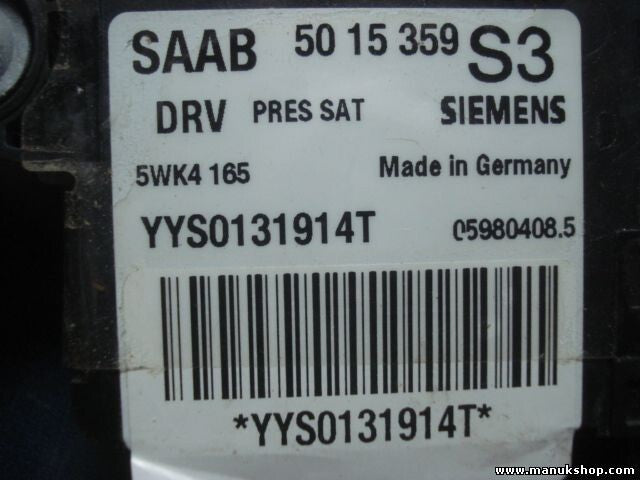 SAAB 50 15 359 S3
DRV PRES SAT SIEMENS
5WK4 165 Made in Germany
YYS0131914T 05980408.5
*YYS0131914T*
www.manukshop.com